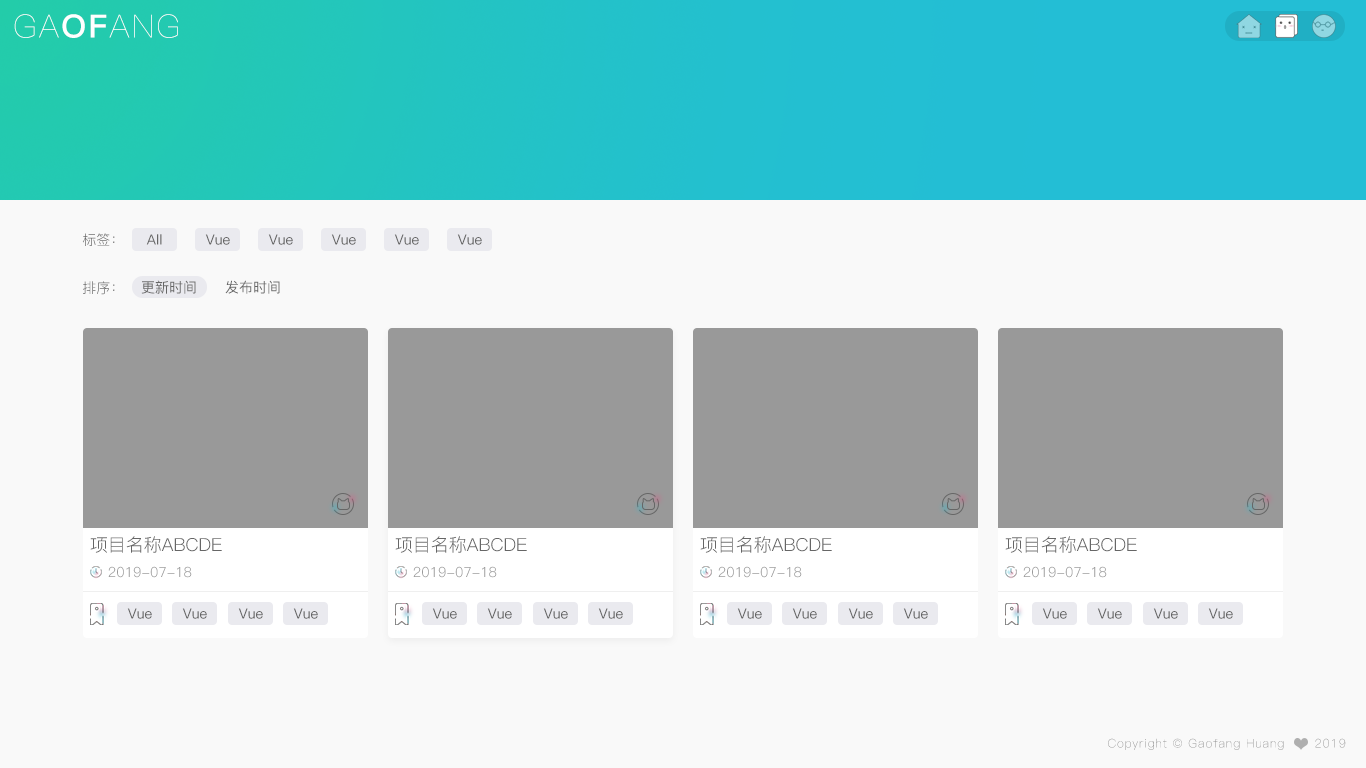 GAOFANG
标签： All Vue Vue Vue Vue Vue
排序： 更新时间 发布时间
项目名称ABCDE 项目名称ABCDE 项目名称ABCDE 项目名称ABCDE
2019-07-18 2019-07-18 2019-07-18 2019-07-18
Vue Vue Vue Vue Vue Vue Vue Vue Vue Vue Vue Vue Vue Vue Vue Vue
Copyright © Gaofang Huang ❤ 2019